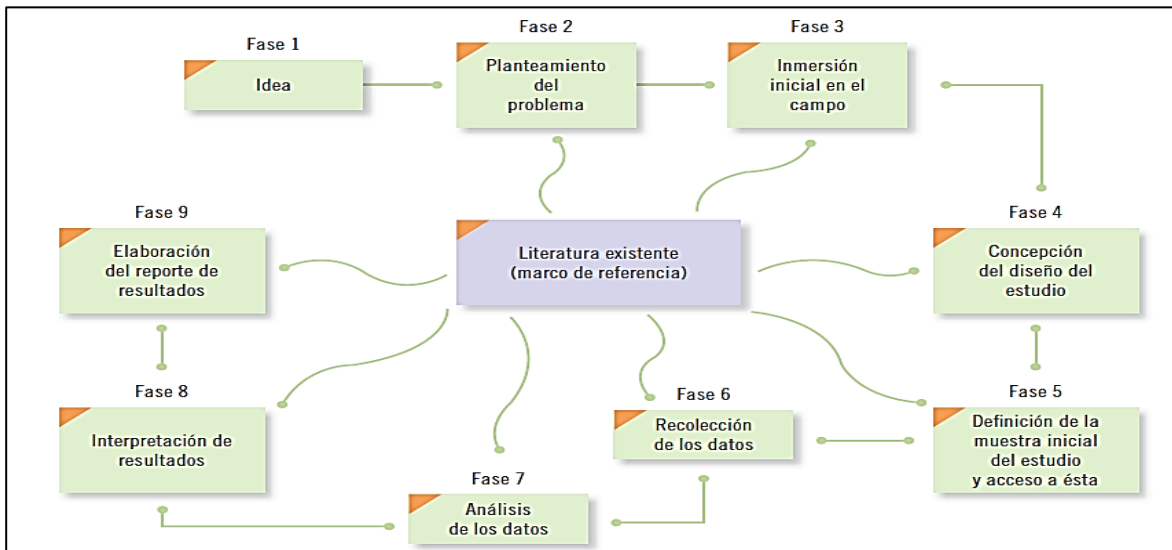 Fase 1
Idea
Fase 2
Planteamiento
del
problema
Fase 3
Inmersión
inicial en el
campo
Fase 4
Concepción
del diseño del
estudio
Fase 5
Definición de la
muestra inicial
del estudio
y acceso a ésta
Fase 6
Recolección
de los datos
Fase 7
Análisis
de los datos
Fase 8
Interpretación de
resultados
Fase 9
Elaboración
del reporte de
resultados
Literatura existente
(marco de referencia)